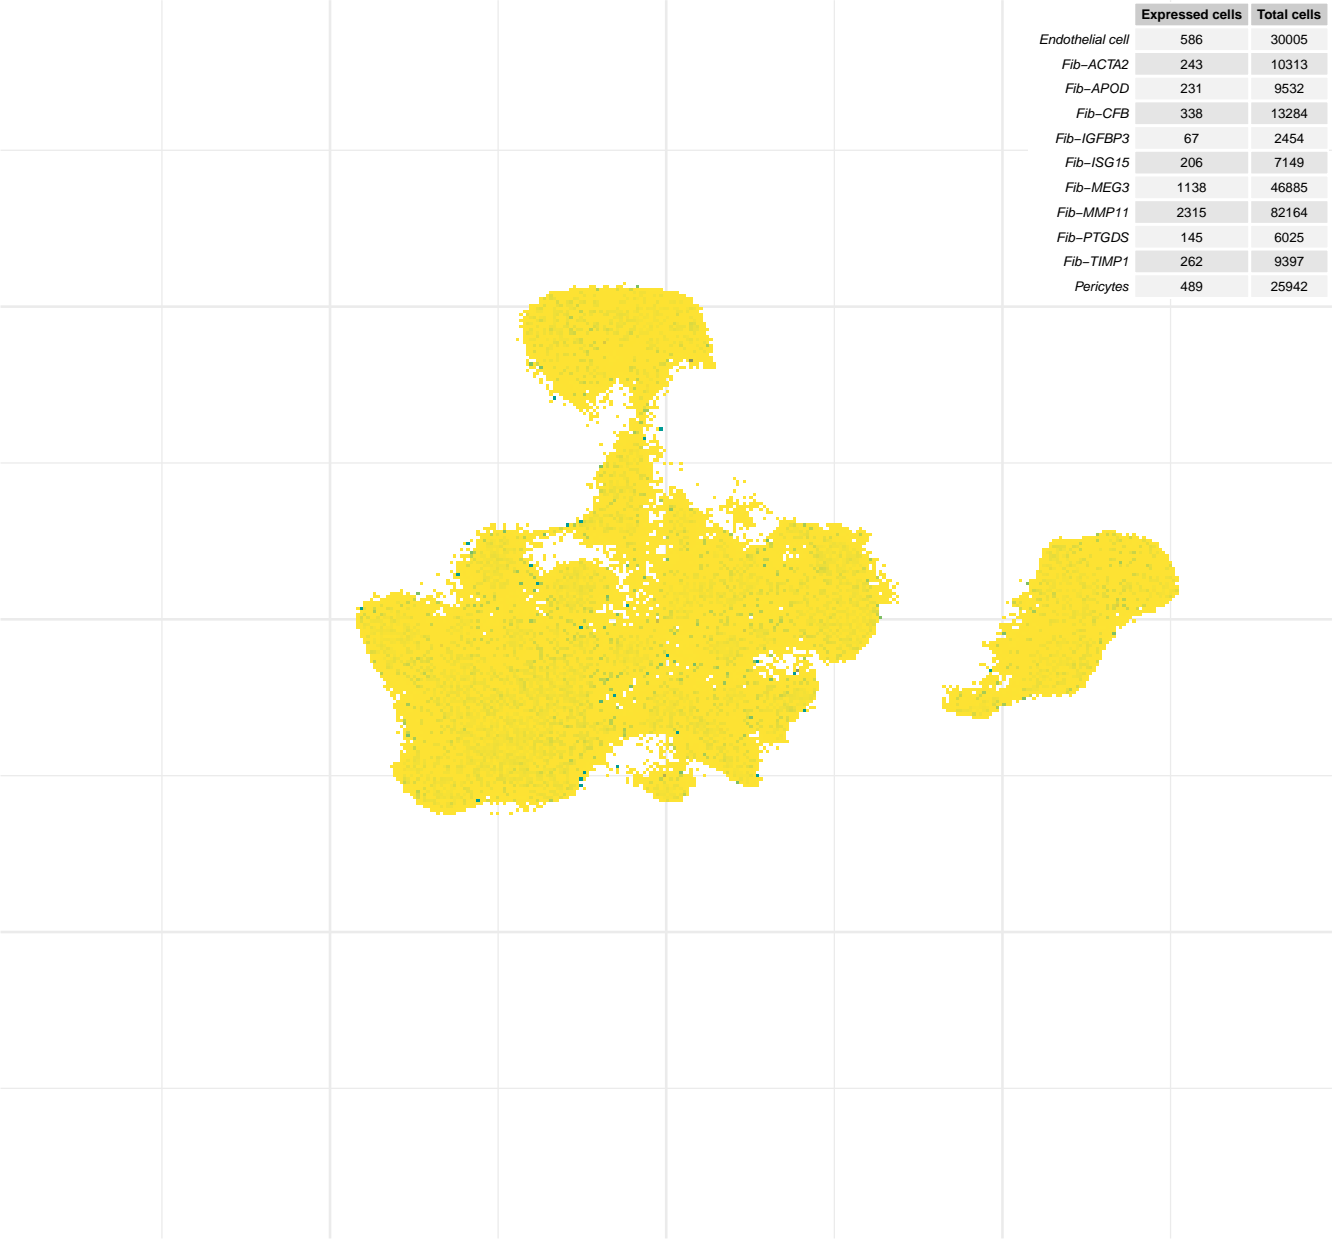 Expressed cells Total cells
Endothelial cell 586 30005
Fib−ACTA2 243 10313
Fib−APOD 231 9532
Fib−CFB 338 13284
Fib−IGFBP3 67 2454
Fib−ISG15 206 7149
Fib−MEG3 1138 46885
Fib−MMP11 2315 82164
Fib−PTGDS 145 6025
Fib−TIMP1 262 9397
Pericytes 489 25942